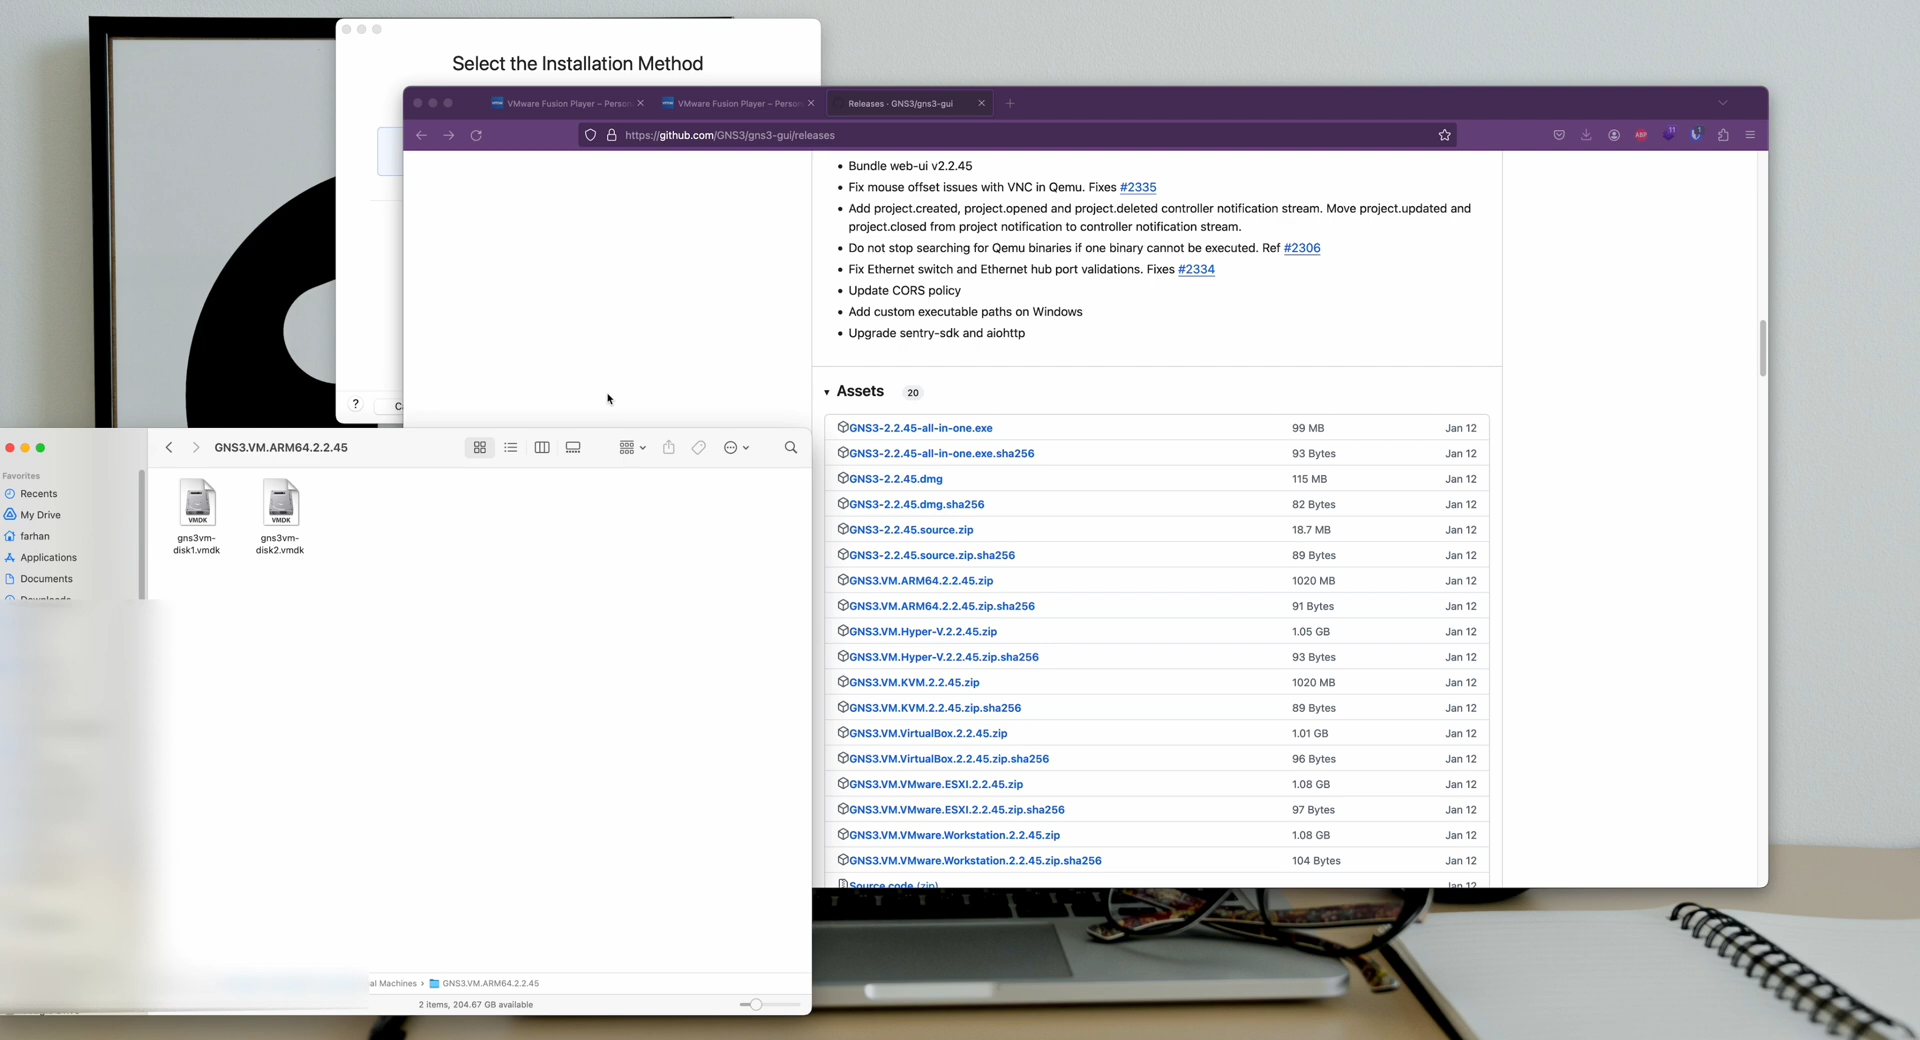 Select the Installation Method
VMware Fusion Player – Person
VMware Fusion Player – Person
Releases · GNS3/gns3-gui
https://github.com/GNS3/gns3-gui/releases
ABP
11
1
• Bundle web-ui v2.2.45
• Fix mouse offset issues with VNC in Qemu. Fixes #2335
• Add project.created, project.opened and project.deleted controller notification stream. Move project.updated and
project.closed from project notification to controller notification stream.
• Do not stop searching for Qemu binaries if one binary cannot be executed. Ref #2306
• Fix Ethernet switch and Ethernet hub port validations. Fixes #2334
• Update CORS policy
• Add custom executable paths on Windows
• Upgrade sentry-sdk and aiohttp
Assets 20
GNS3-2.2.45-all-in-one.exe 99 MB Jan 12
GNS3-2.2.45-all-in-one.exe.sha256 93 Bytes Jan 12
GNS3-2.2.45.dmg 115 MB Jan 12
GNS3-2.2.45.dmg.sha256 82 Bytes Jan 12
GNS3-2.2.45.source.zip 18.7 MB Jan 12
GNS3-2.2.45.source.zip.sha256 89 Bytes Jan 12
GNS3.VM.ARM64.2.2.45.zip 1020 MB Jan 12
GNS3.VM.ARM64.2.2.45.zip.sha256 91 Bytes Jan 12
GNS3.VM.Hyper-V.2.2.45.zip 1.05 GB Jan 12
GNS3.VM.Hyper-V.2.2.45.zip.sha256 93 Bytes Jan 12
GNS3.VM.KVM.2.2.45.zip 1020 MB Jan 12
GNS3.VM.KVM.2.2.45.zip.sha256 89 Bytes Jan 12
GNS3.VM.VirtualBox.2.2.45.zip 1.01 GB Jan 12
GNS3.VM.VirtualBox.2.2.45.zip.sha256 96 Bytes Jan 12
GNS3.VM.VMware.ESXI.2.2.45.zip 1.08 GB Jan 12
GNS3.VM.VMware.ESXI.2.2.45.zip.sha256 97 Bytes Jan 12
GNS3.VM.VMware.Workstation.2.2.45.zip 1.08 GB Jan 12
GNS3.VM.VMware.Workstation.2.2.45.zip.sha256 104 Bytes Jan 12
Source code (zip) Jan 12
? C
GNS3.VM.ARM64.2.2.45
Favorites
Recents
My Drive
farhan
Applications
Documents
Downloads
VMDK
gns3vm-
disk1.vmdk
VMDK
gns3vm-
disk2.vmdk
al Machines › GNS3.VM.ARM64.2.2.45
2 items, 204.67 GB available